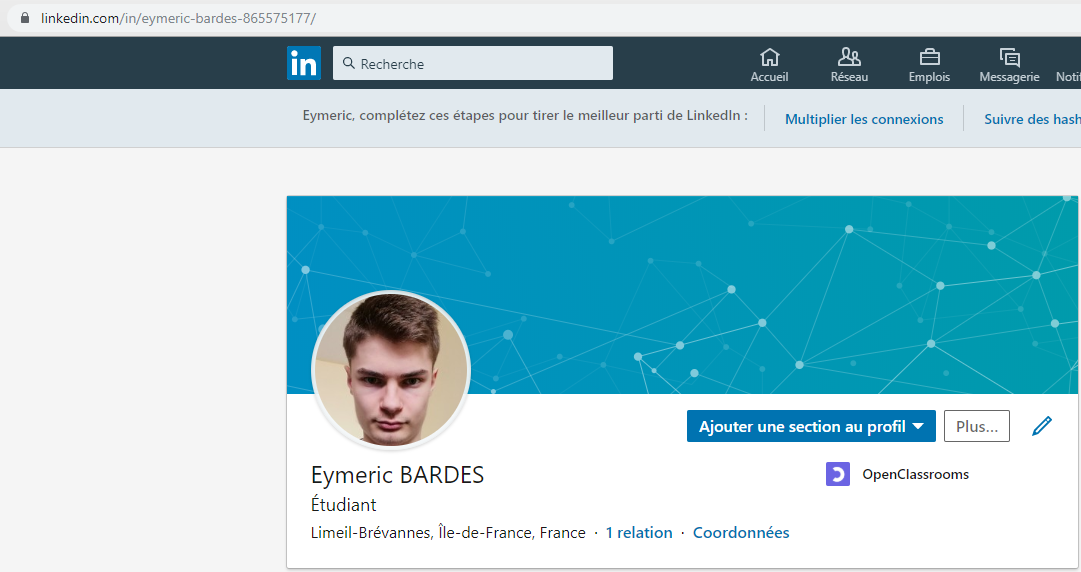 linkedin.com/in/eymeric-bardes-865575177/
in Recherche
Accueil Réseau Emplois Messagerie
Eymeric, complétez ces étapes pour tirer le meilleur parti de LinkedIn : Multiplier les connexions Suivre des
Ajouter une section au profil Plus...
Eymeric BARDES
OpenClassrooms
Étudiant
Limeil-Brévannes, Île-de-France, France · 1 relation · Coordonnées